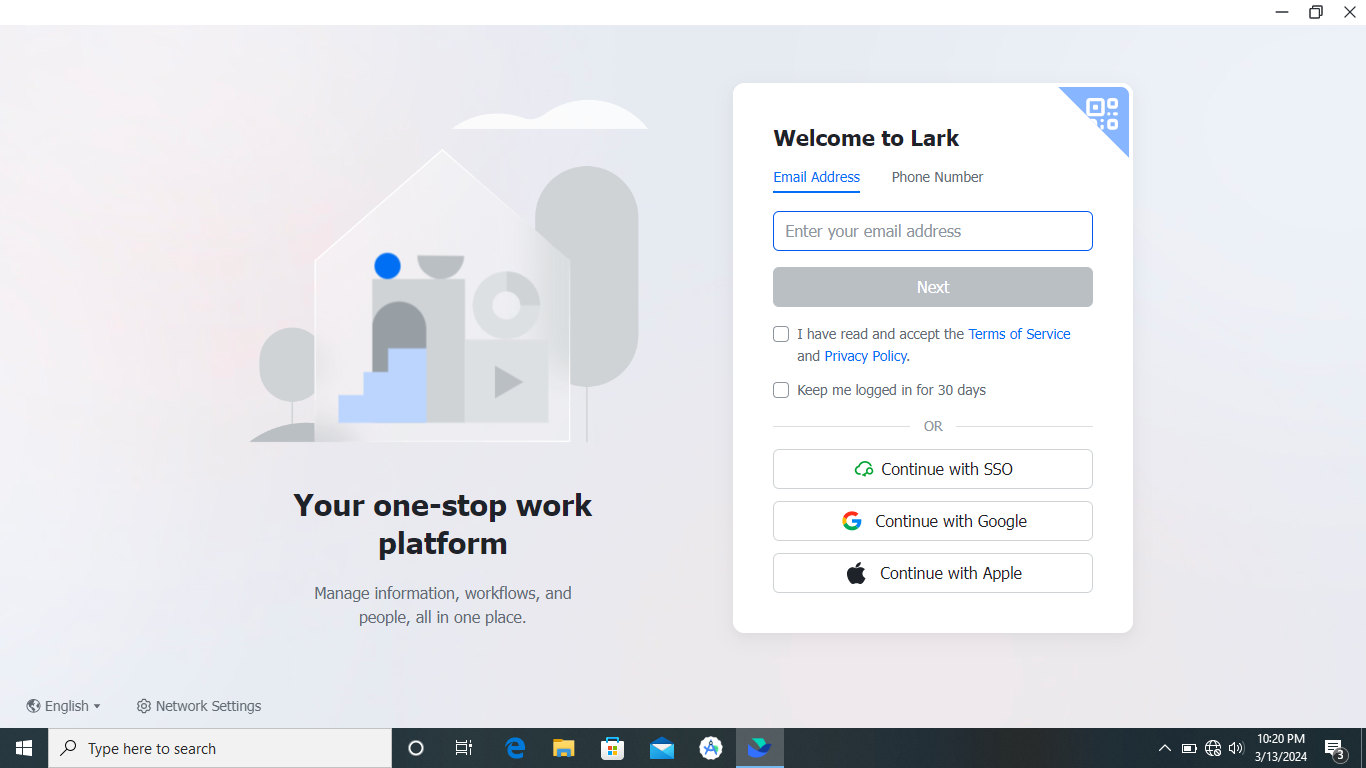 Welcome to Lark
Email Address
Phone Number
Enter your email address
Next
I have read and accept the Terms of Service
and Privacy Policy.
Keep me logged in for 30 days
OR
Continue with SSO
Continue with Google
Continue with Apple
Your one-stop work
platform
Manage information, workflows, and
people, all in one place.
English
Network Settings
Type here to search
10:20 PM
3/13/2024
3